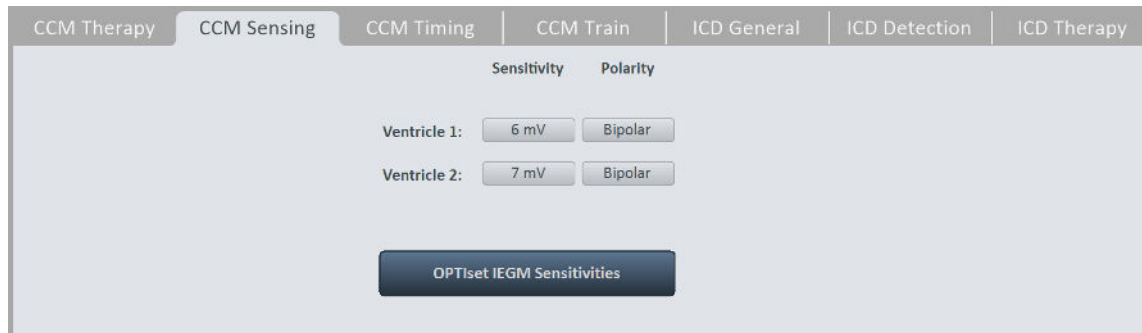 CCM Therapy CCM Sensing CCM Timing CCM Train ICD General ICD Detection ICD Therapy
Sensitivity Polarity
Ventricle 1: 6 mV Bipolar
Ventricle 2: 7 mV Bipolar
OPTIset IEGM Sensitivities